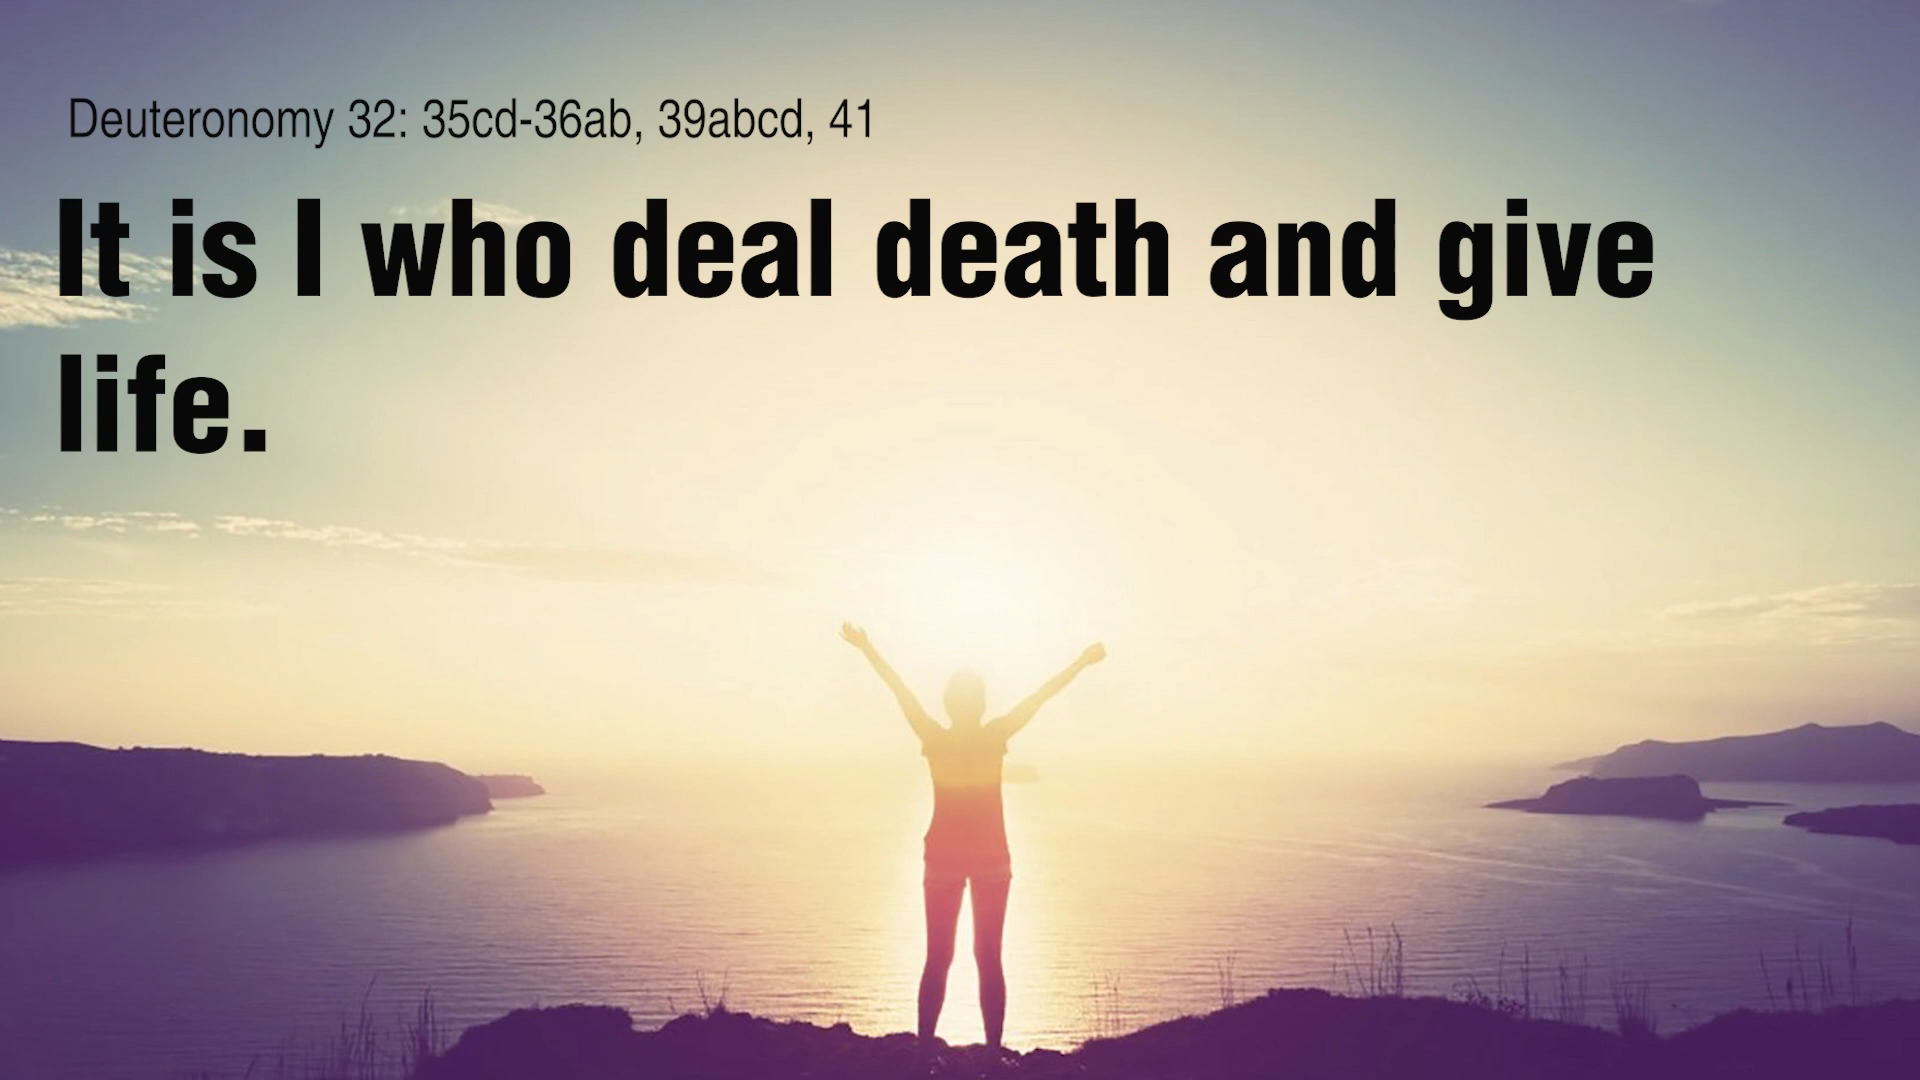 Deuteronomy 32: 35cd-36ab, 39abcd, 41
It is I who deal death and give
life.